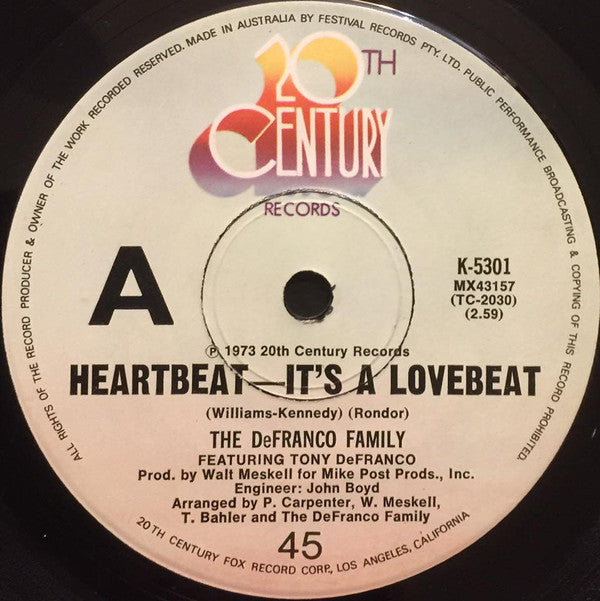 ALL RIGHTS OF THE RECORD PRODUCER & OWNER OF THE WORK RECORDED RESERVED. MADE IN AUSTRALIA BY FESTIVAL RECORDS PTY. LTD. PUBLIC PERFORMANCE BROADCASTING & COPYING OF THIS RECORD PROHIBITED.
20TH
CENTURY
RECORDS
A
K-5301
MX43157
(TC-2030)
(2.59)
℗ 1973 20th Century Records
HEARTBEAT—IT'S A LOVEBEAT
(Williams-Kennedy) (Rondor)
THE DeFRANCO FAMILY
FEATURING TONY DeFRANCO
Prod. by Walt Meskell for Mike Post Prods., Inc.
Engineer: John Boyd
Arranged by P. Carpenter, W. Meskell,
T. Bahler and The DeFranco Family
45
20TH CENTURY FOX RECORD CORP., LOS ANGELES, CALIFORNIA